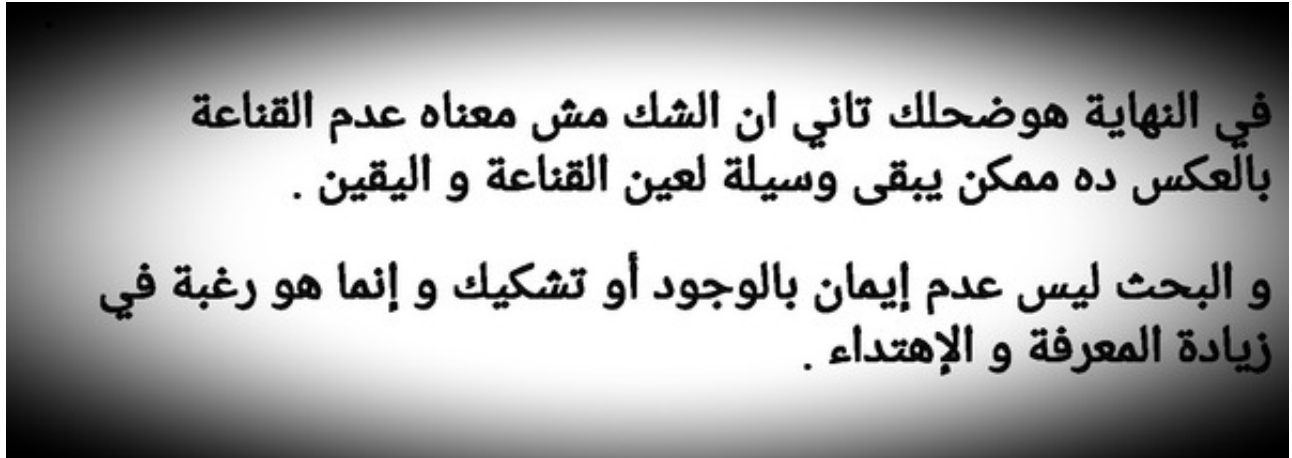 في النهاية هوضحلك تاني ان الشك مش معناه عدم القناعة
بالعكس ده ممكن يبقى وسيلة لعين القناعة و اليقين .
و البحث ليس عدم إيمان بالوجود أو تشكيك و إنما هو رغبة في
زيادة المعرفة و الإهتداء .